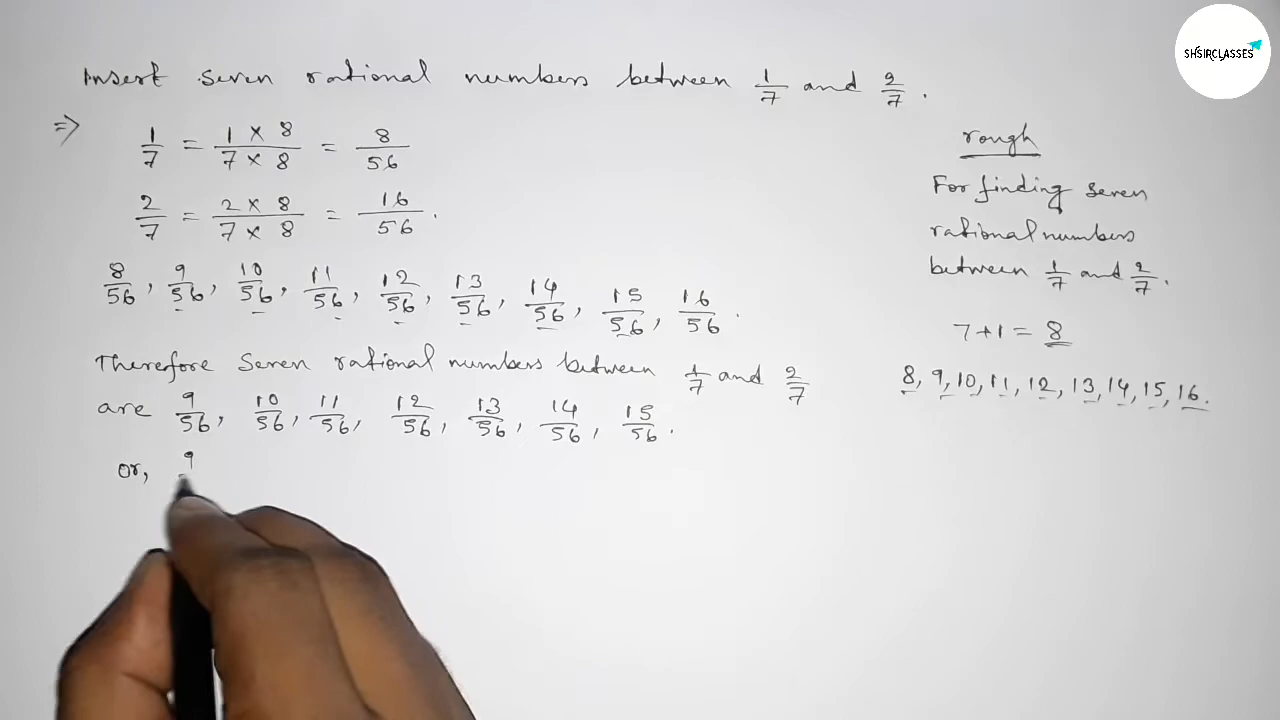 SHSIRCLASSES
Insert seven rational numbers between 1/7 and 2/7.
⇒ 1/7 = 1 × 8 / 7 × 8 = 8/56
2/7 = 2 × 8 / 7 × 8 = 16/56.
8/56, 9/56, 10/56, 11/56, 12/56, 13/56, 14/56, 15/56, 16/56.
Therefore seven rational numbers between 1/7 and 2/7
are 9/56, 10/56, 11/56, 12/56, 13/56, 14/56, 15/56.
or, 9
rough
For finding seven
rational numbers
between 1/7 and 2/7.
7+1 = 8
8, 9, 10, 11, 12, 13, 14, 15, 16.